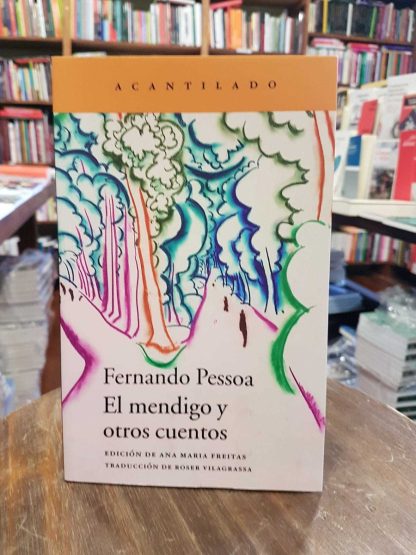 ACANTILADO
Fernando Pessoa
El mendigo y
otros cuentos
EDICIÓN DE ANA MARIA FREITAS
TRADUCCIÓN DE ROSER VILAGRASSA